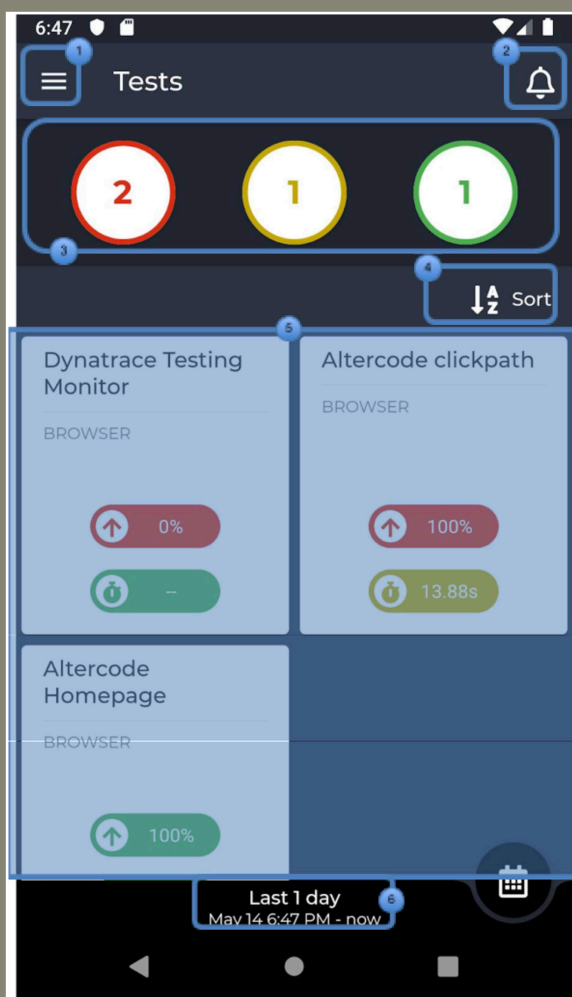 6:47
1
2
Tests
2
1
1
3
4
Sort
5
Dynatrace Testing
Monitor
BROWSER
0%
--
Altercode clickpath
BROWSER
100%
13.88s
Altercode
Homepage
BROWSER
100%
Last 1 day
6
May 14 6:47 PM - now